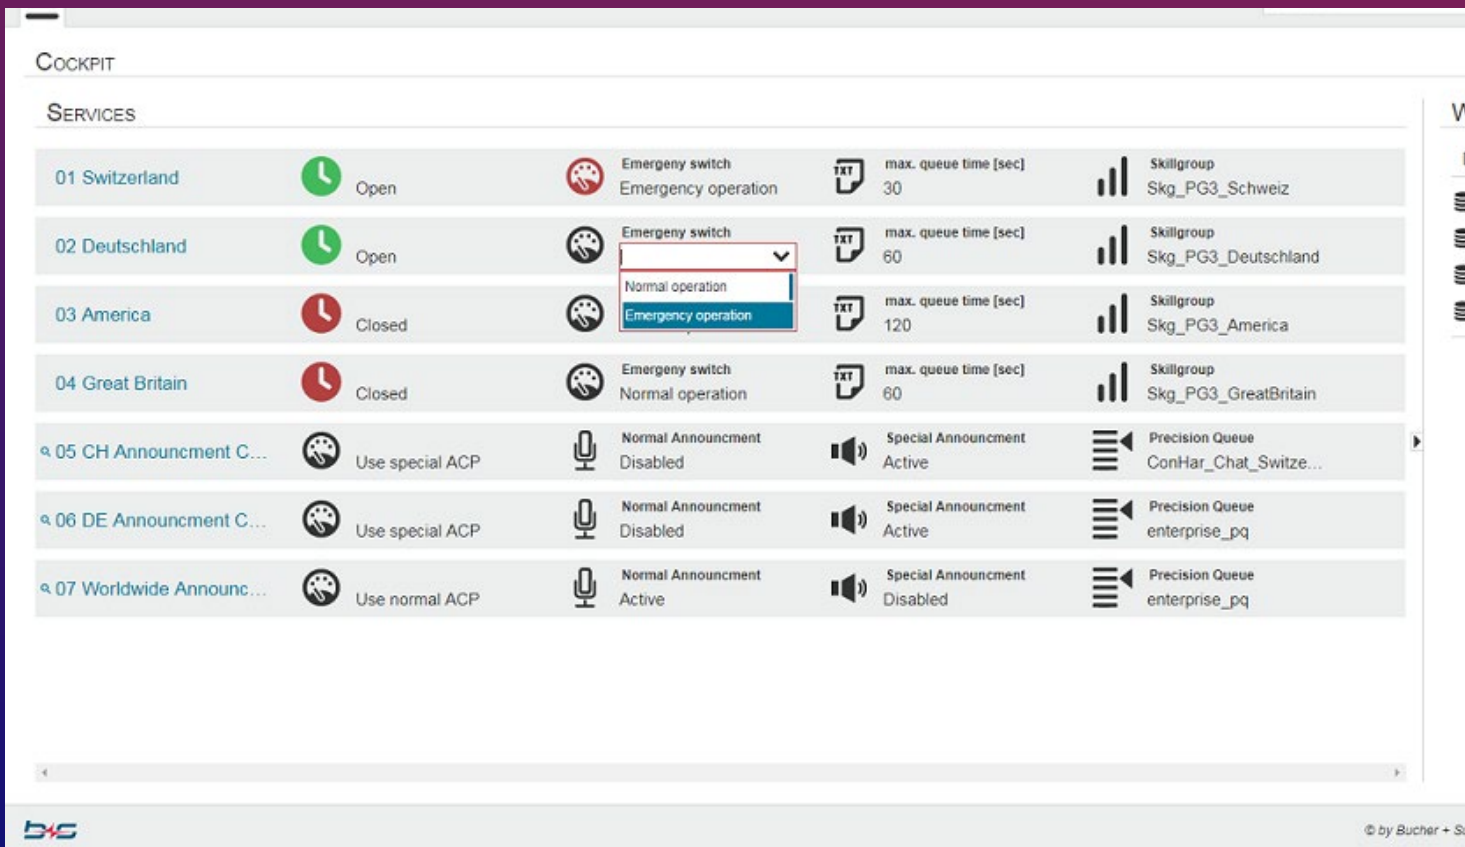 COCKPIT
SERVICES
01 Switzerland
Open
Emergeny switch
Emergency operation
TXT
max. queue time [sec]
30
Skillgroup
Skg_PG3_Schweiz
02 Deutschland
Open
Emergeny switch
Normal operation
Emergency operation
TXT
max. queue time [sec]
60
Skillgroup
Skg_PG3_Deutschland
03 America
Closed
TXT
max. queue time [sec]
120
Skillgroup
Skg_PG3_America
04 Great Britain
Closed
Emergeny switch
Normal operation
TXT
max. queue time [sec]
60
Skillgroup
Skg_PG3_GreatBritain
05 CH Announcment C...
Use special ACP
Normal Announcment
Disabled
Special Announcment
Active
Precision Queue
ConHar_Chat_Switze...
06 DE Announcment C...
Use special ACP
Normal Announcment
Disabled
Special Announcment
Active
Precision Queue
enterprise_pq
07 Worldwide Announc...
Use normal ACP
Normal Announcment
Active
Special Announcment
Disabled
Precision Queue
enterprise_pq
b+s
© by Bucher + S